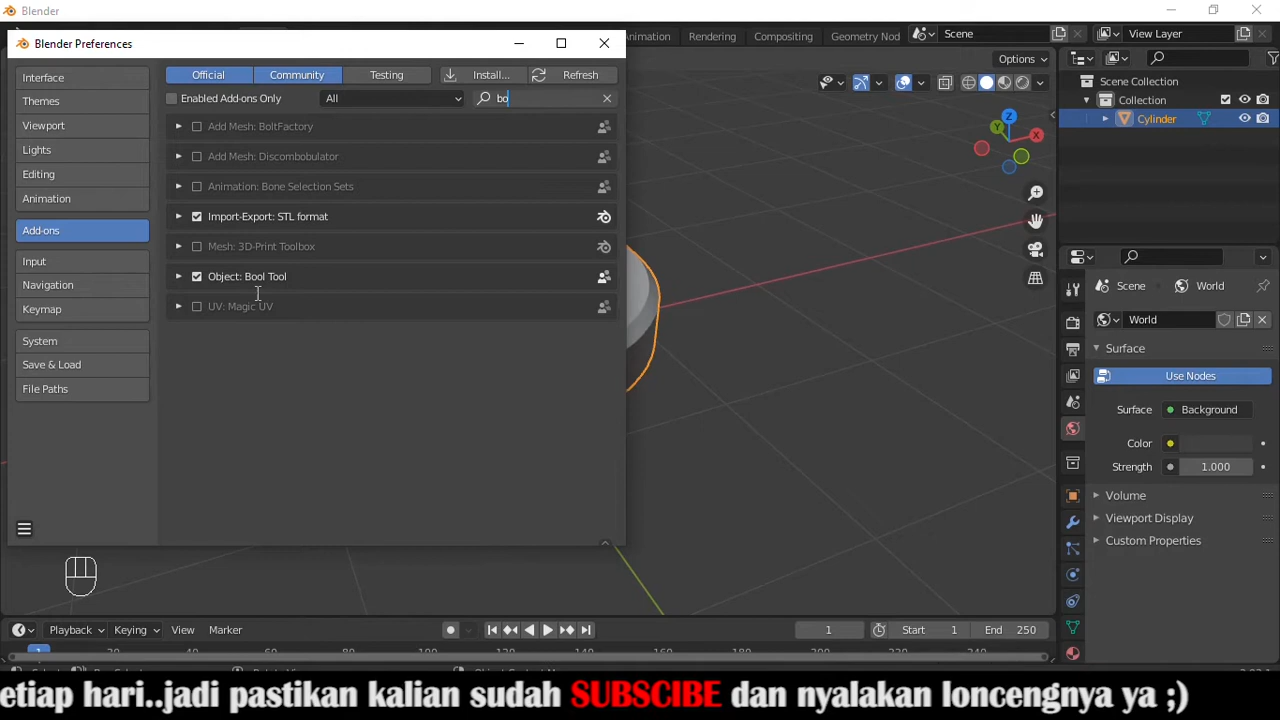 Blender
Blender Preferences
Interface
Themes
Viewport
Lights
Editing
Animation
Add-ons
Input
Navigation
Keymap
System
Save & Load
File Paths
Official Community Testing Install... Refresh
Enabled Add-ons Only All bo
Add Mesh: BoltFactory
Add Mesh: Discombobulator
Animation: Bone Selection Sets
Import-Export: STL format
Mesh: 3D-Print Toolbox
Object: Bool Tool
UV: Magic UV
Rendering Compositing Geometry Nod Scene View Layer
Options
X
Y
Z
Scene Collection
Collection
Cylinder
Scene World
World
Surface
Use Nodes
Surface Background
Color
Strength 1.000
Volume
Viewport Display
Custom Properties
Playback Keying View Marker 1 Start 1 End 250
etiap hari..jadi pastikan kalian sudah SUBSCIBE dan nyalakan loncengnya ya ;)